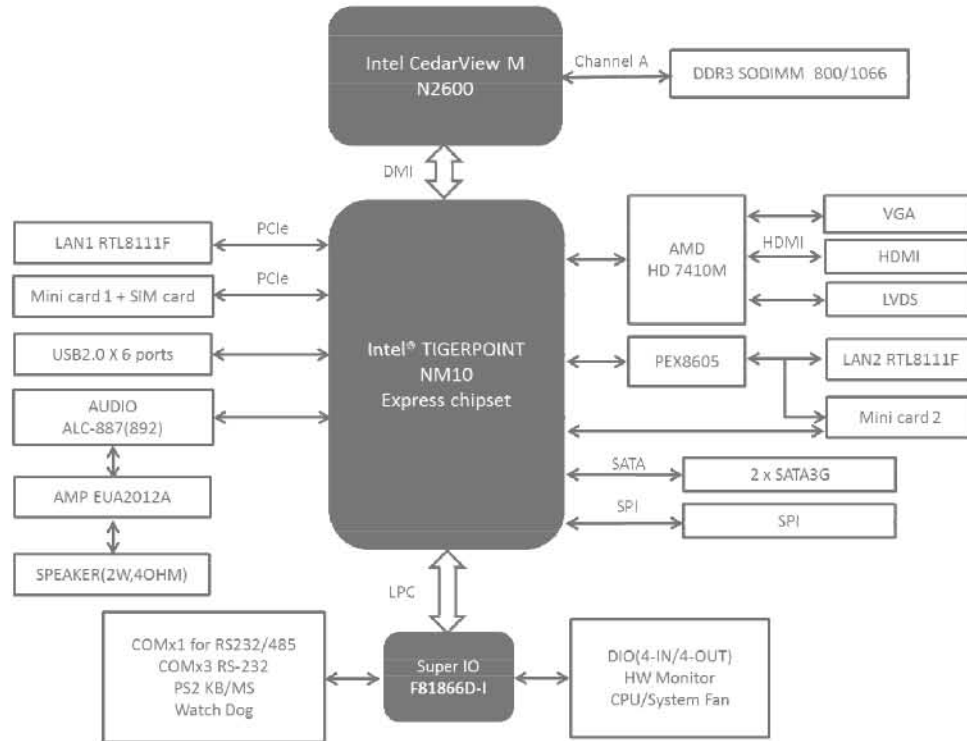 Intel CedarView M
N2600
Channel A
DDR3 SODIMM 800/1066
DMI
LAN1 RTL8111F
PCIe
Mini card 1 + SIM card
PCIe
USB2.0 X 6 ports
AUDIO
ALC-887(892)
AMP EUA2012A
SPEAKER(2W,4OHM)
Intel® TIGERPOINT
NM10
Express chipset
AMD
HD 7410M
HDMI
VGA
HDMI
LVDS
PEX8605
LAN2 RTL8111F
Mini card 2
SATA
2 x SATA3G
SPI
SPI
LPC
COMx1 for RS232/485
COMx3 RS-232
PS2 KB/MS
Watch Dog
Super IO
F81866D-I
DIO(4-IN/4-OUT)
HW Monitor
CPU/System Fan